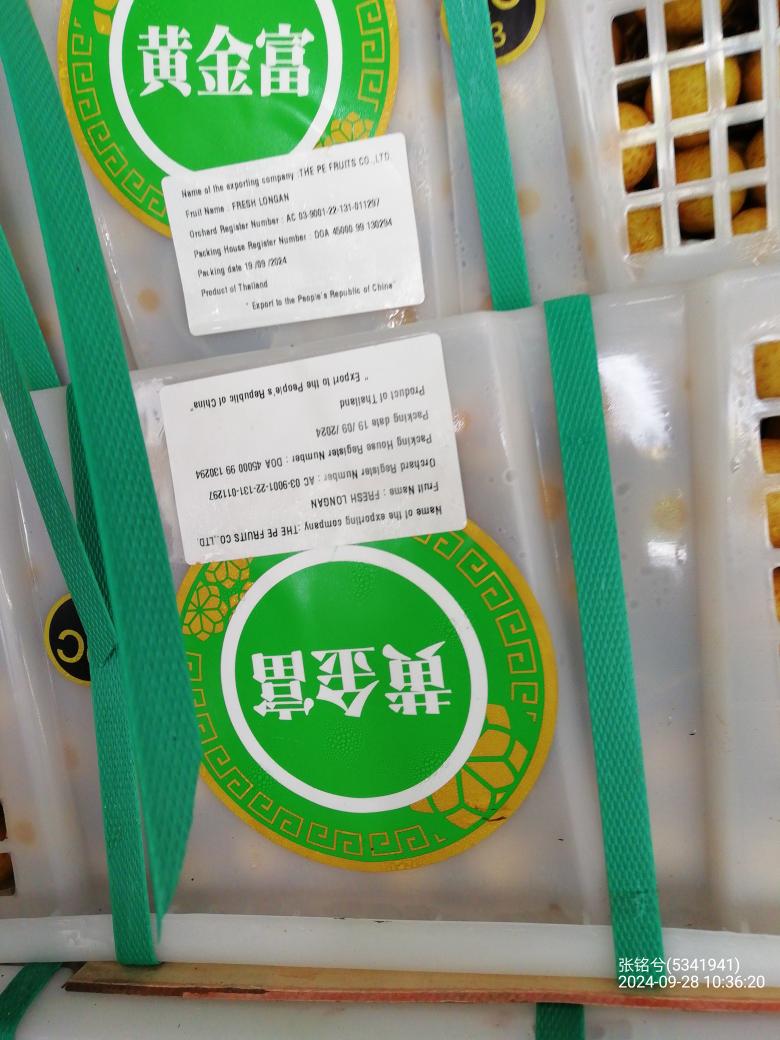 黄金富
3
Name of the exporting company :THE PE FRUITS CO.,LTD.
Fruit Name : FRESH LONGAN
Orchard Register Number : AC 03-9001-22-131-011297
Packing House Register Number : DOA 45000 99 130294
Packing date 19 /09 /2024
Product of Thailand
" Export to the People's Republic of China"
Name of the exporting company :THE PE FRUITS CO.,LTD.
Fruit Name : FRESH LONGAN
Orchard Register Number : AC 03-9001-22-131-011297
Packing House Register Number : DOA 45000 99 130294
Packing date 19 /09 /2024
Product of Thailand
" Export to the People's Republic of China"
黄金富
张铭兮(5341941)
2024-09-28 10:36:20